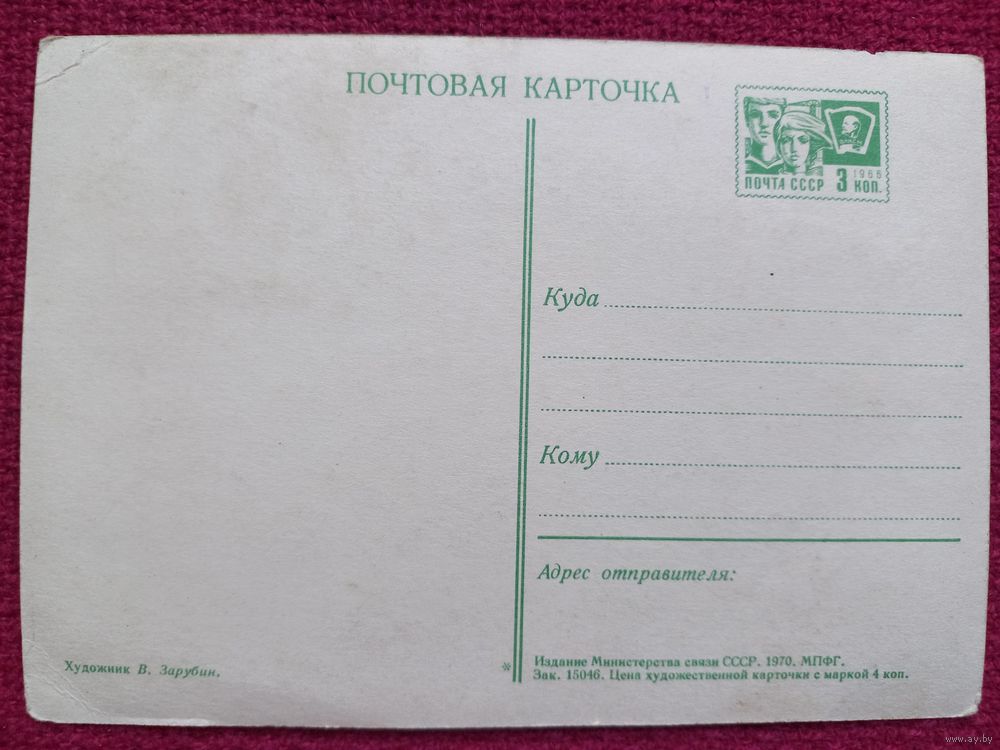 ПОЧТОВАЯ КАРТОЧКА
1966
ПОЧТА СССР 3 КОП.
Куда
Кому
Адрес отправителя:
Художник В. Зарубин.
*
Издание Министерства связи СССР. 1970. МПФГ.
Зак. 15046. Цена художественной карточки с маркой 4 коп.
www.ay.by